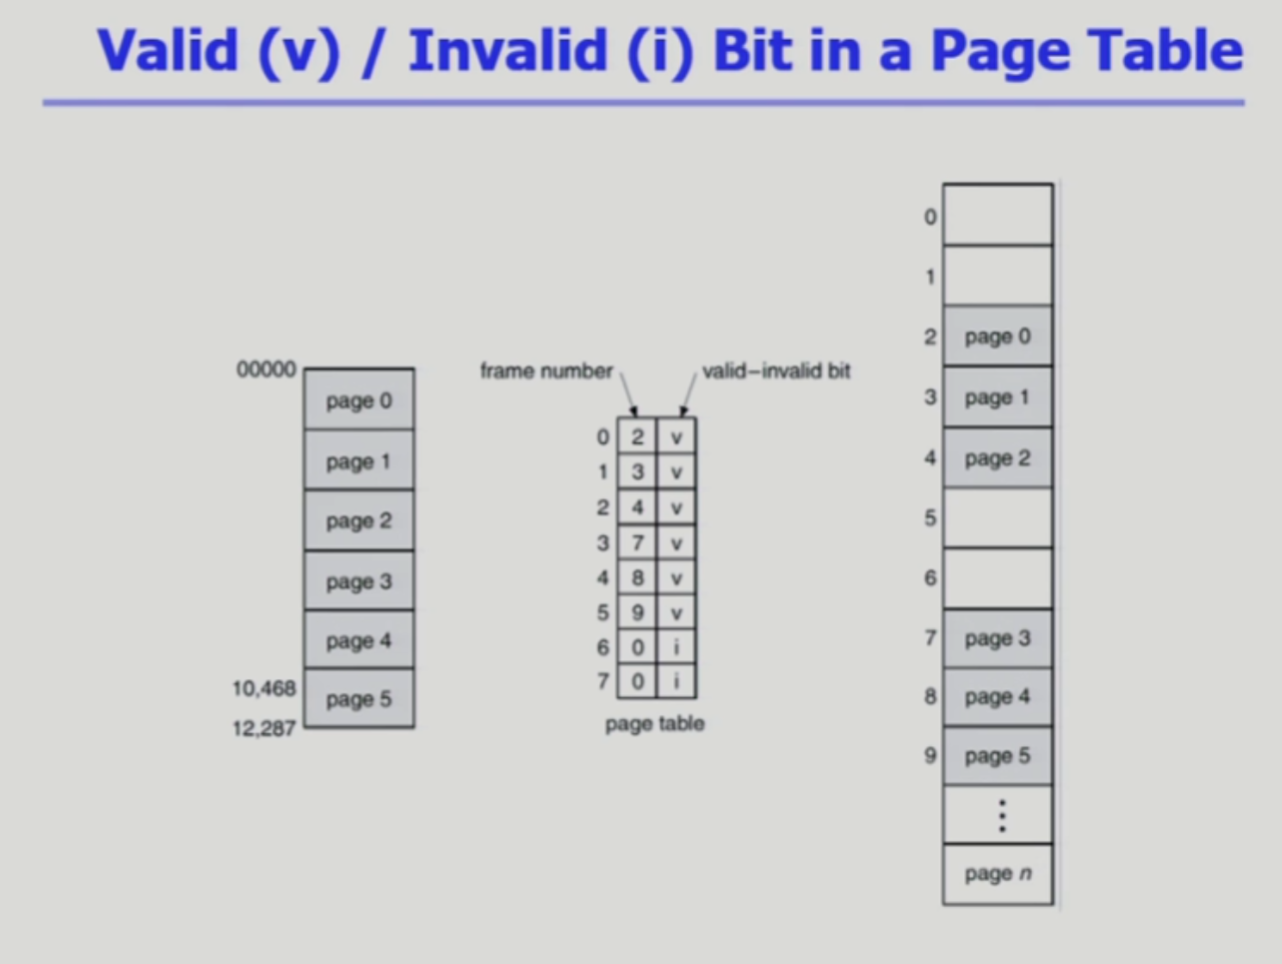 Valid (v) / Invalid (i) Bit in a Page Table
00000
page 0
page 1
page 2
page 3
page 4
10,468
page 5
12,287
frame number
valid–invalid bit
0 2 v
1 3 v
2 4 v
3 7 v
4 8 v
5 9 v
6 0 i
7 0 i
page table
0
1
2 page 0
3 page 1
4 page 2
5
6
7 page 3
8 page 4
9 page 5
⋮
page n